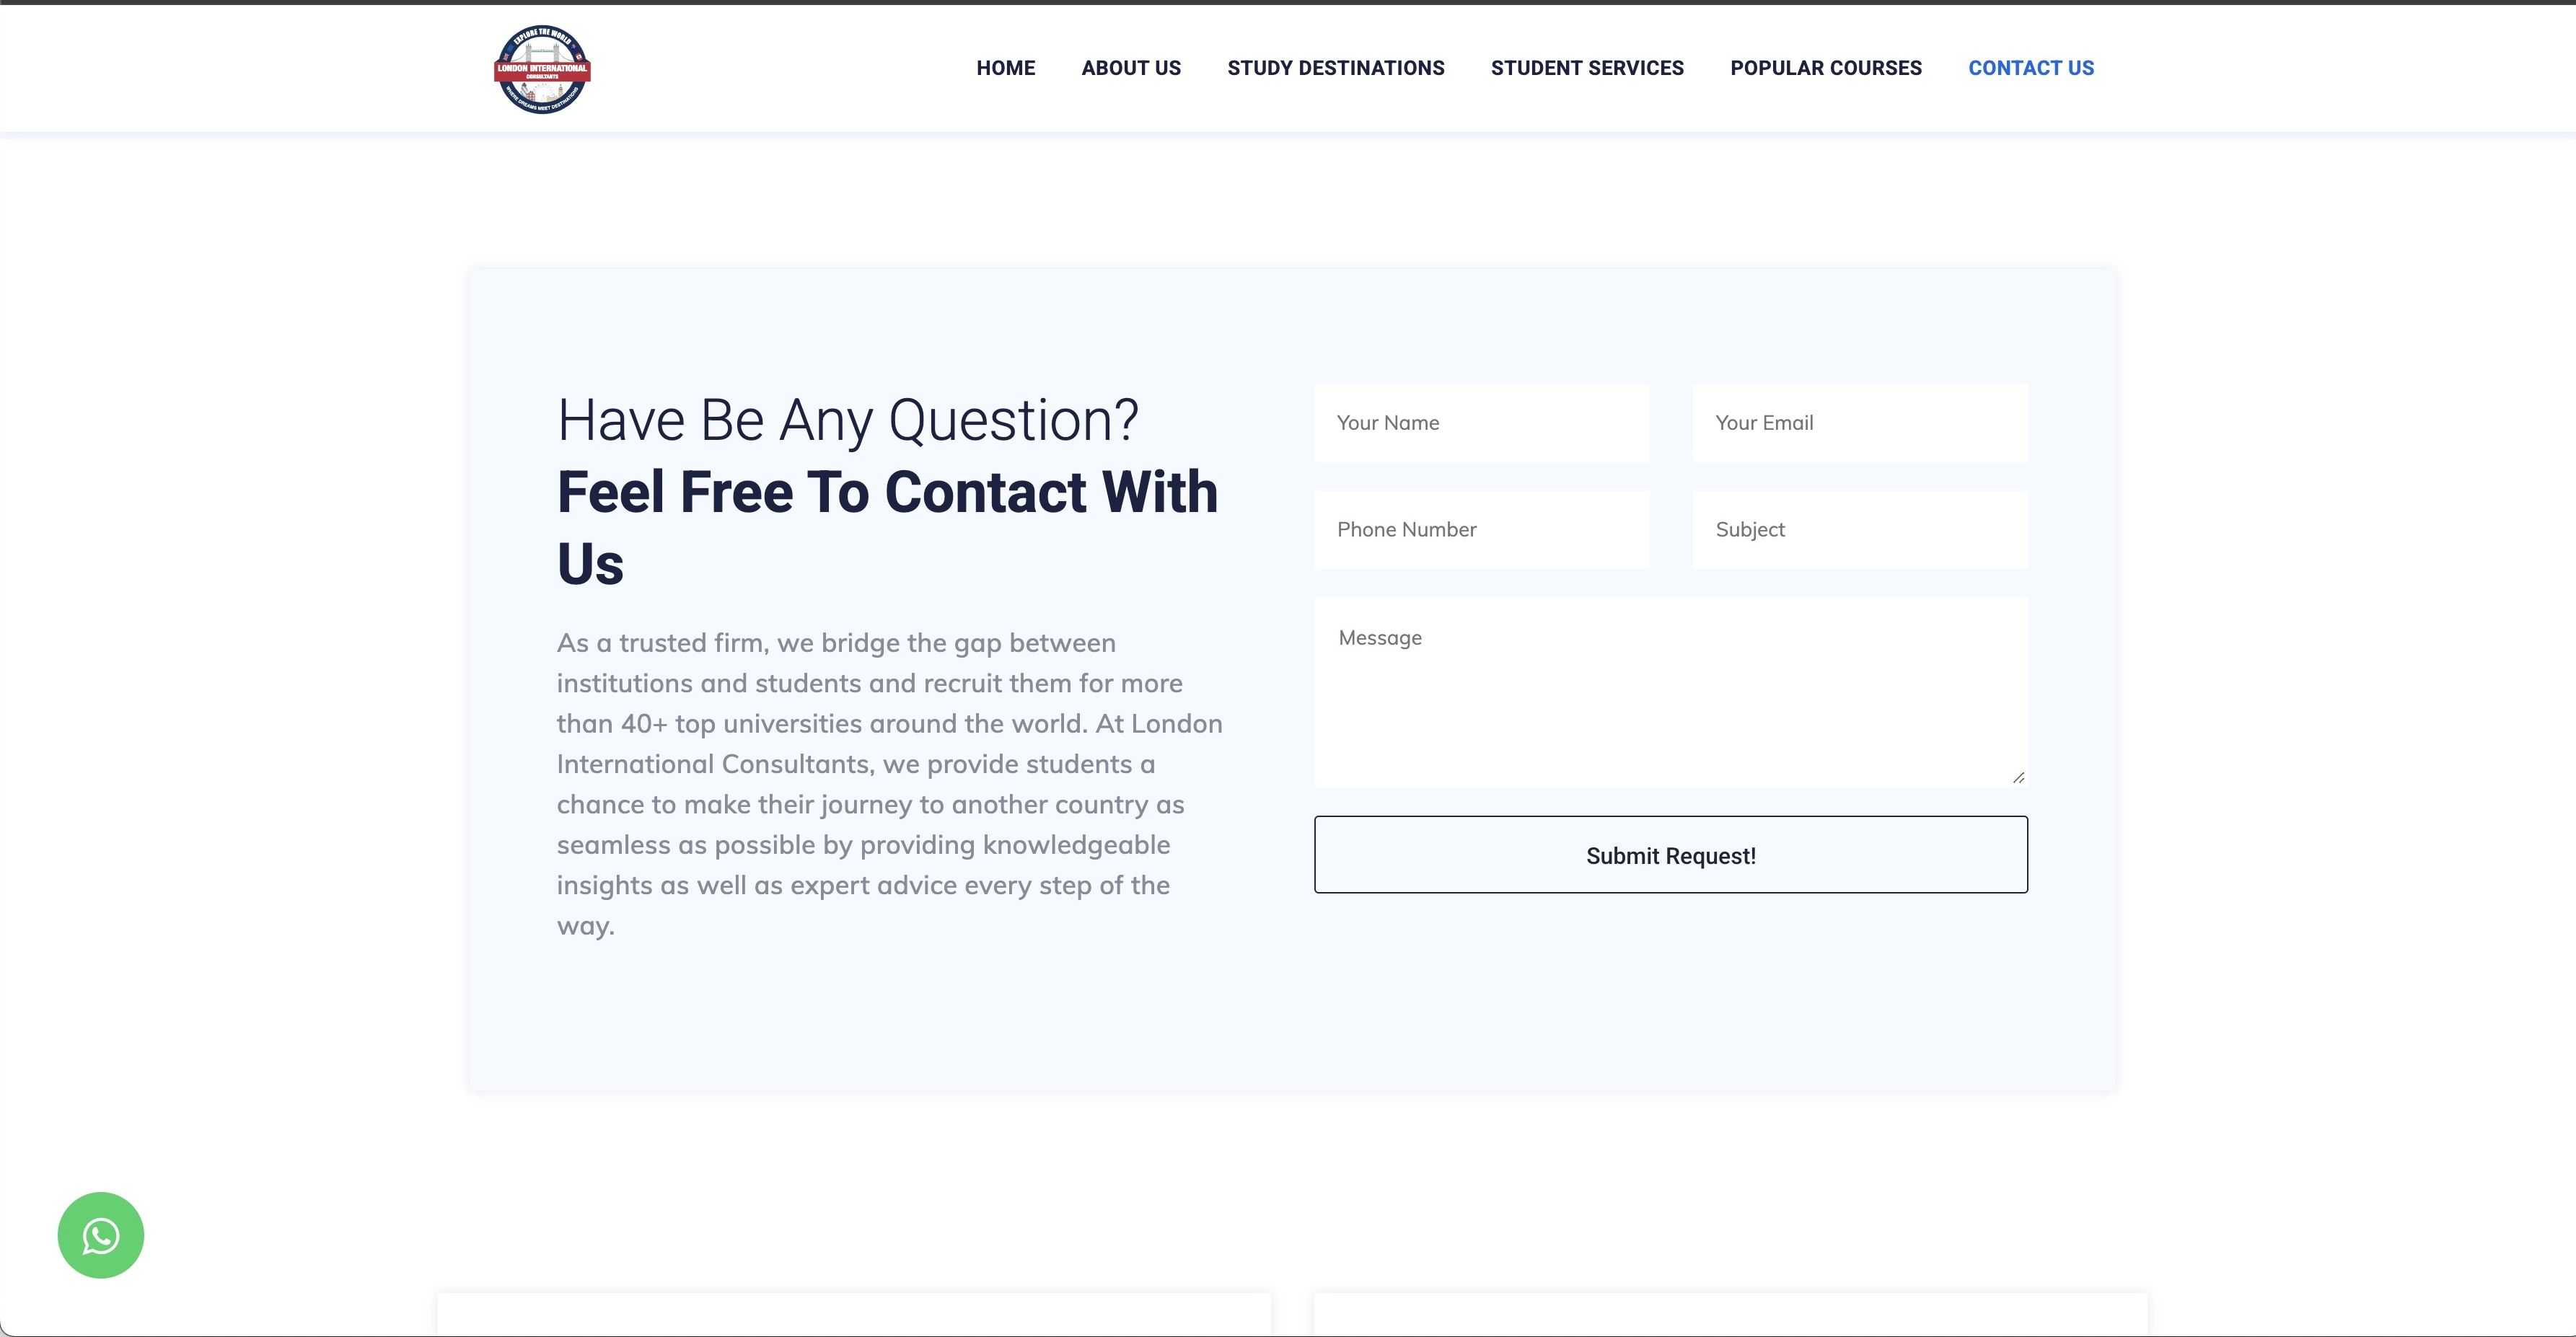 EXPLORE THE WORLD
LONDON INTERNATIONAL
CONSULTANTS
WHERE DREAMS MEET DESTINATIONS
HOME
ABOUT US
STUDY DESTINATIONS
STUDENT SERVICES
POPULAR COURSES
CONTACT US
Have Be Any Question?
Feel Free To Contact With
Us
As a trusted firm, we bridge the gap between
institutions and students and recruit them for more
than 40+ top universities around the world. At London
International Consultants, we provide students a
chance to make their journey to another country as
seamless as possible by providing knowledgeable
insights as well as expert advice every step of the
way.
Your Name
Your Email
Phone Number
Subject
Message
Submit Request!